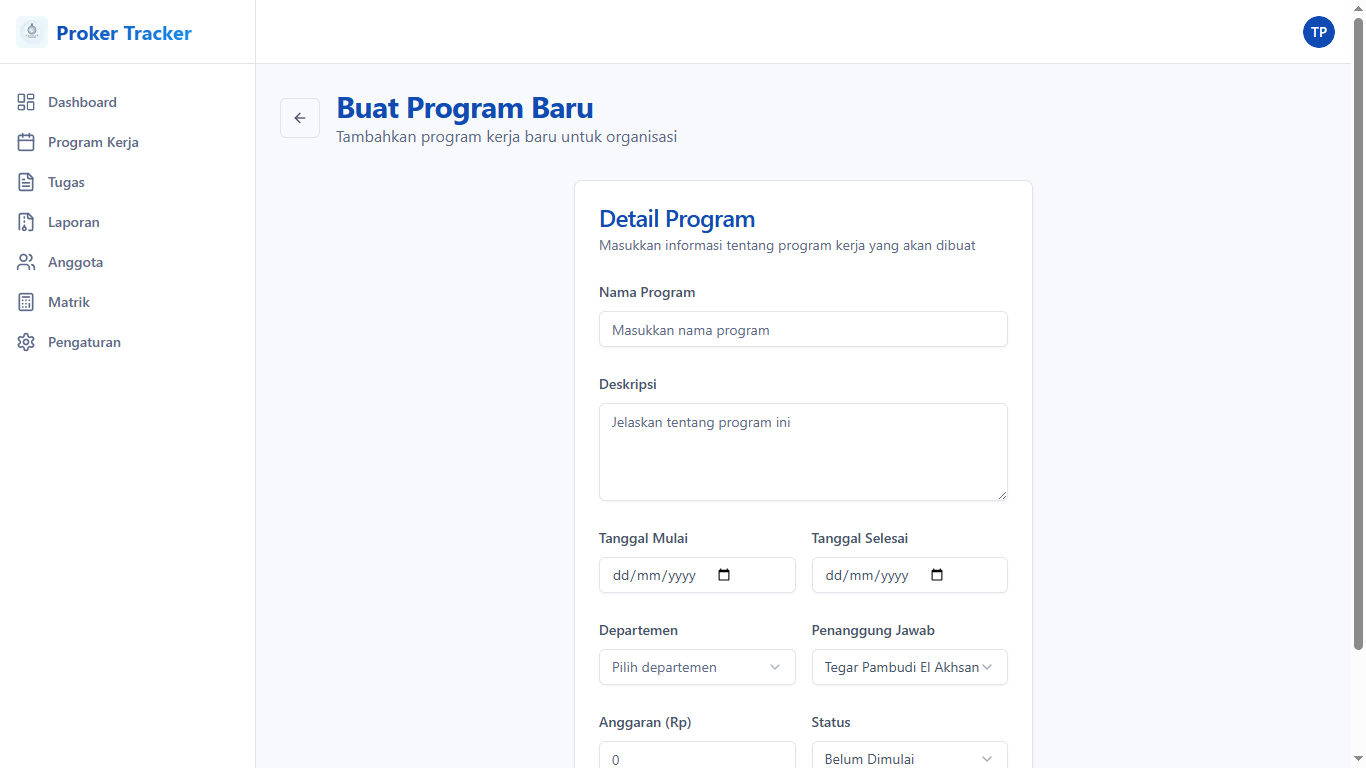 Proker Tracker
TP
Dashboard
Program Kerja
Tugas
Laporan
Anggota
Matrik
Pengaturan
Buat Program Baru
Tambahkan program kerja baru untuk organisasi
Detail Program
Masukkan informasi tentang program kerja yang akan dibuat
Nama Program
Masukkan nama program
Deskripsi
Jelaskan tentang program ini
Tanggal Mulai
Tanggal Selesai
dd/mm/yyyy
dd/mm/yyyy
Departemen
Penanggung Jawab
Pilih departemen
Tegar Pambudi El Akhsan
Anggaran (Rp)
Status
0
Belum Dimulai